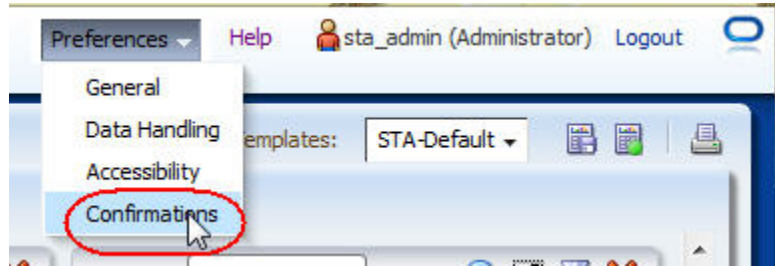 Preferences Help sta_admin (Administrator) Logout
General
Data Handling
emplates: STA-Default
Accessibility
Confirmations